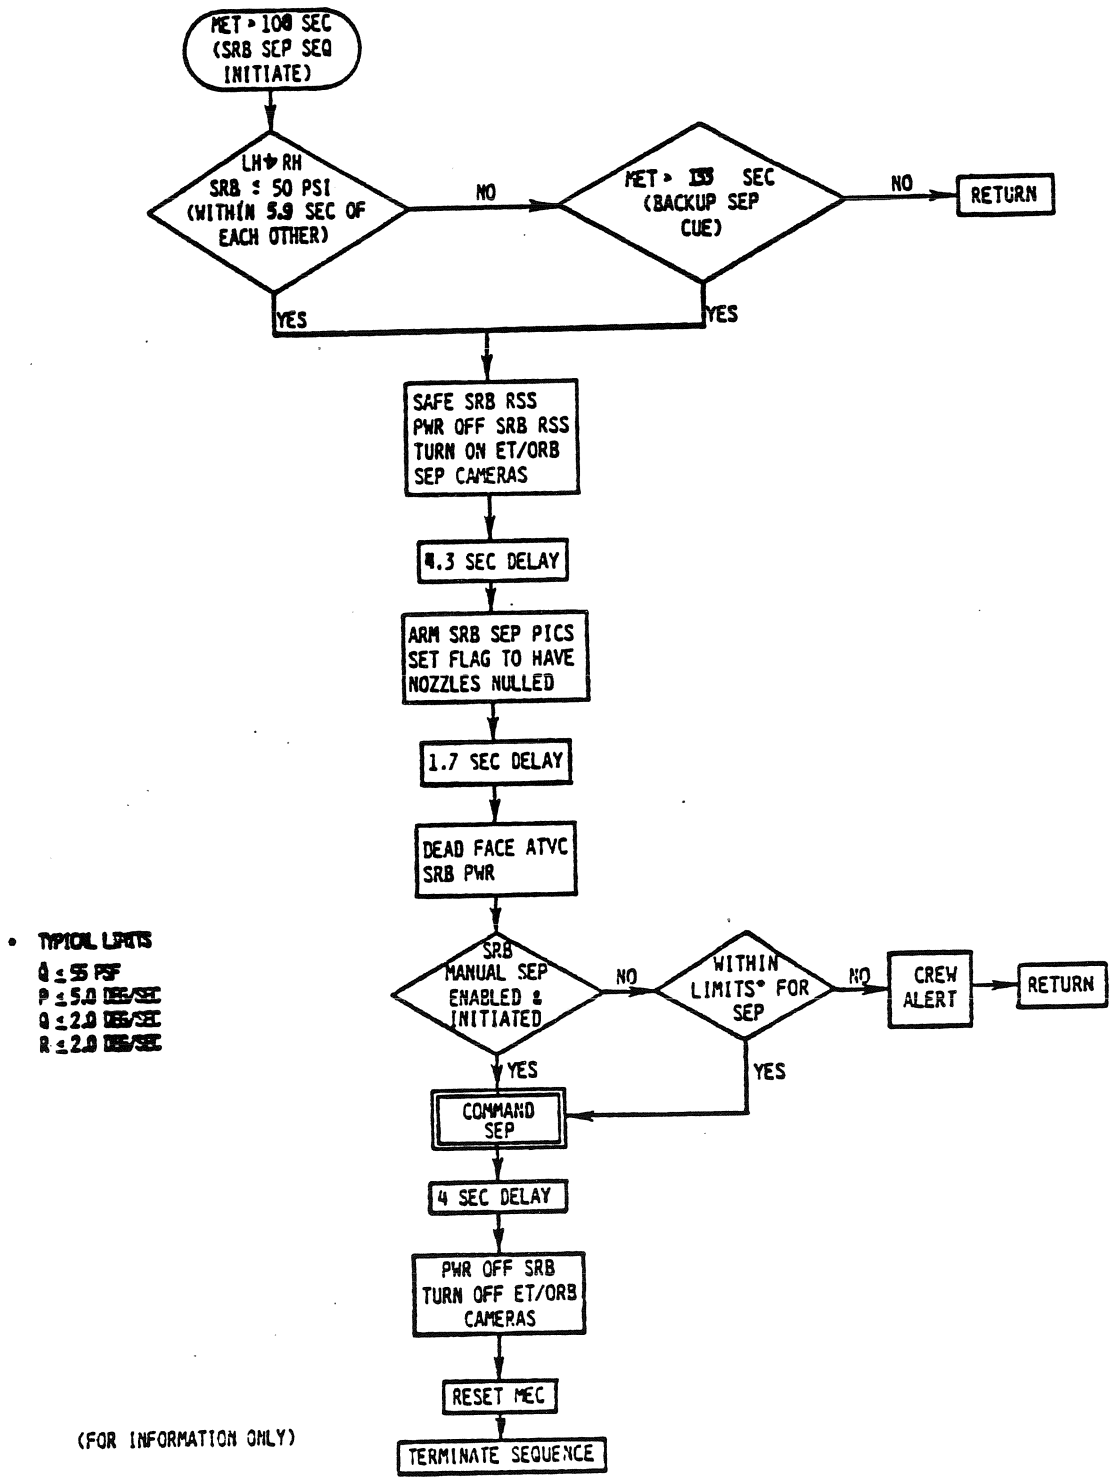 MET > 100 SEC
(SRB SEP SEQ
INITIATE)
LH + RH
SRB ≤ 50 PSI
(WITHIN 5.9 SEC OF
EACH OTHER)
NO
MET > SEC
(BACKUP SEP
CUE)
NO
RETURN
YES
YES
SAFE SRB RSS
PWR OFF SRB RSS
TURN ON ET/ORB
SEP CAMERAS
4.3 SEC DELAY
ARM SRB SEP PICS
SET FLAG TO HAVE
NOZZLES NULLED
1.7 SEC DELAY
DEAD FACE ATVC
SRB PWR
* TYPICAL LIMITS
Q̄ ≤ 55 PSF
P ≤ 5.0 DEG/SEC
Q ≤ 2.0 DEG/SEC
R ≤ 2.0 DEG/SEC
SRB
MANUAL SEP
ENABLED &
INITIATED
NO
WITHIN
LIMITS* FOR
SEP
NO
CREW
ALERT
RETURN
YES
YES
COMMAND
SEP
4 SEC DELAY
PWR OFF SRB
TURN OFF ET/ORB
CAMERAS
RESET MEC
(FOR INFORMATION ONLY)
TERMINATE SEQUENCE